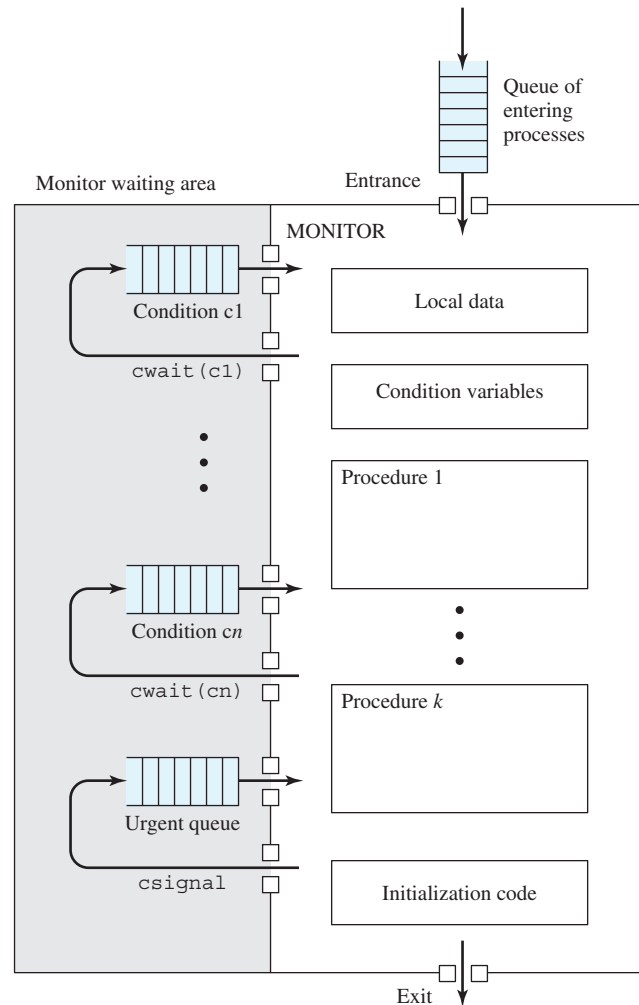 Queue of
entering
processes
Monitor waiting area
Entrance
MONITOR
Condition c1
Local data
cwait(c1)
Condition variables
Procedure 1
Condition cn
cwait(cn)
Procedure k
Urgent queue
csignal
Initialization code
Exit